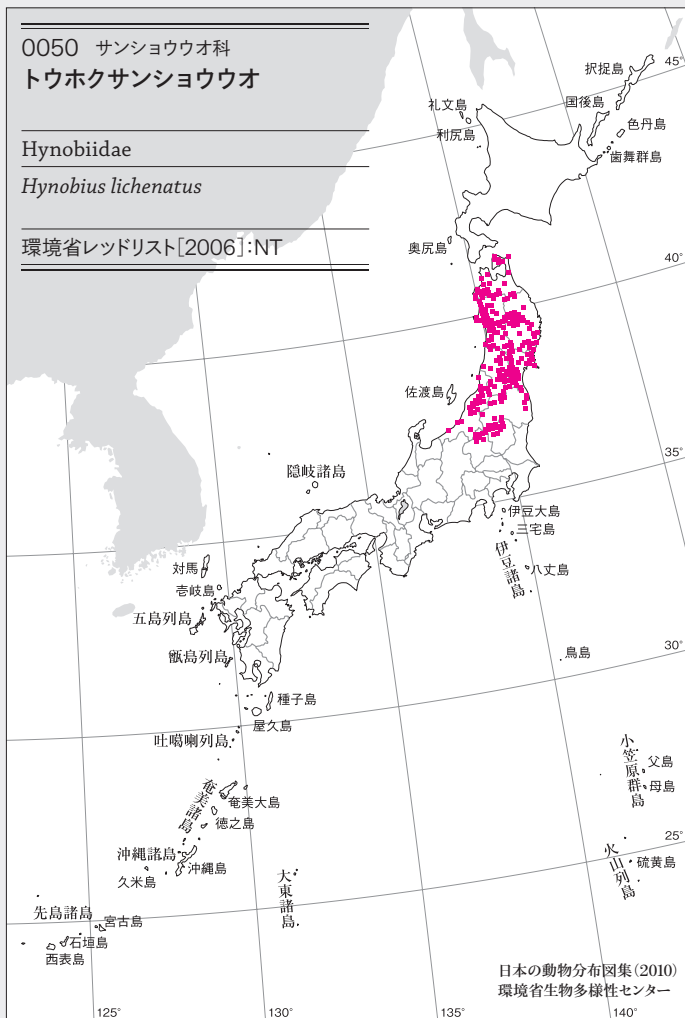 0050 サンショウウオ科
トウホクサンショウウオ
Hynobiidae
Hynobius lichenatus
環境省レッドリスト[2006]:NT
45°
択捉島
国後島
礼文島
色丹島
利尻島
歯舞群島
奥尻島
40°
佐渡島
35°
隠岐諸島
伊豆大島
三宅島
伊豆諸島
八丈島
対馬
壱岐島
五島列島
甑島列島
鳥島
30°
種子島
屋久島
吐噶喇列島
小笠原群島
父島
母島
奄美諸島
奄美大島
徳之島
25°
沖縄諸島
沖縄島
久米島
火山列島
硫黄島
大東諸島
先島諸島
宮古島
石垣島
西表島
日本の動物分布図集(2010)
環境省生物多様性センター
125°
130°
135°
140°